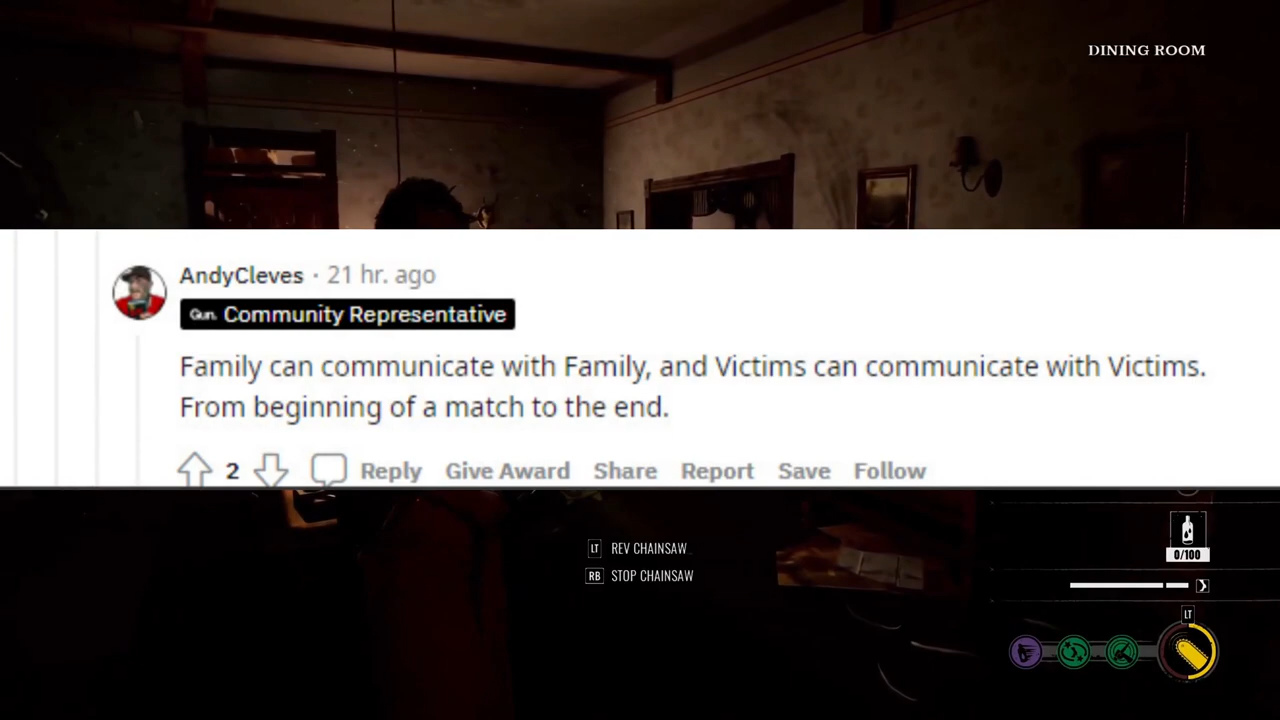 DINING ROOM
AndyCleves · 21 hr. ago
Gun. Community Representative
Family can communicate with Family, and Victims can communicate with Victims.
From beginning of a match to the end.
2 Reply Give Award Share Report Save Follow
LT REV CHAINSAW
RB STOP CHAINSAW
0/100
LT